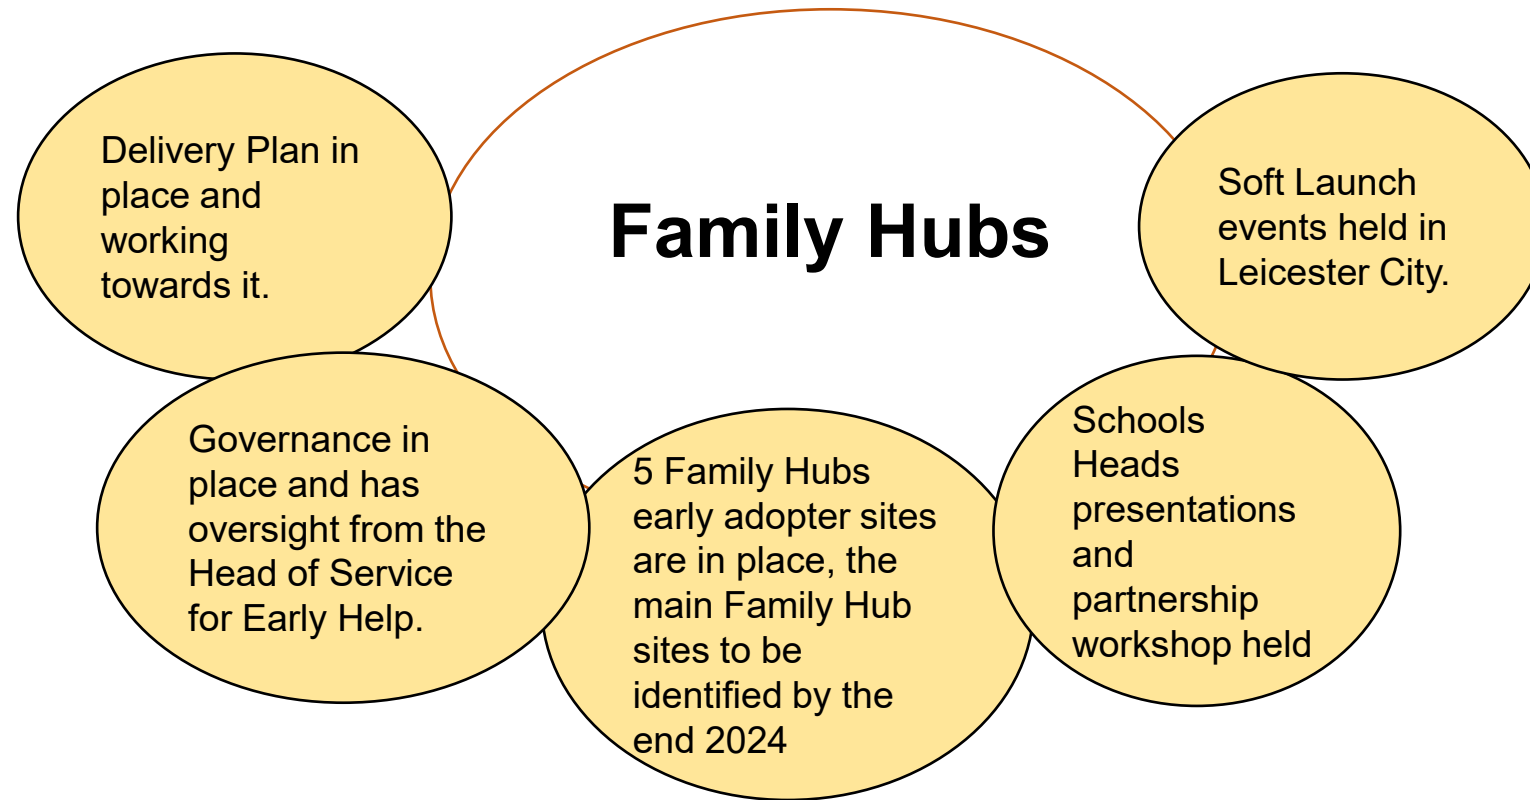 Family Hubs
Delivery Plan in
place and
working
towards it.
Governance in
place and has
oversight from the
Head of Service
for Early Help.
5 Family Hubs
early adopter sites
are in place, the
main Family Hub
sites to be
identified by the
end 2024
Schools
Heads
presentations
and
partnership
workshop held
Soft Launch
events held in
Leicester City.